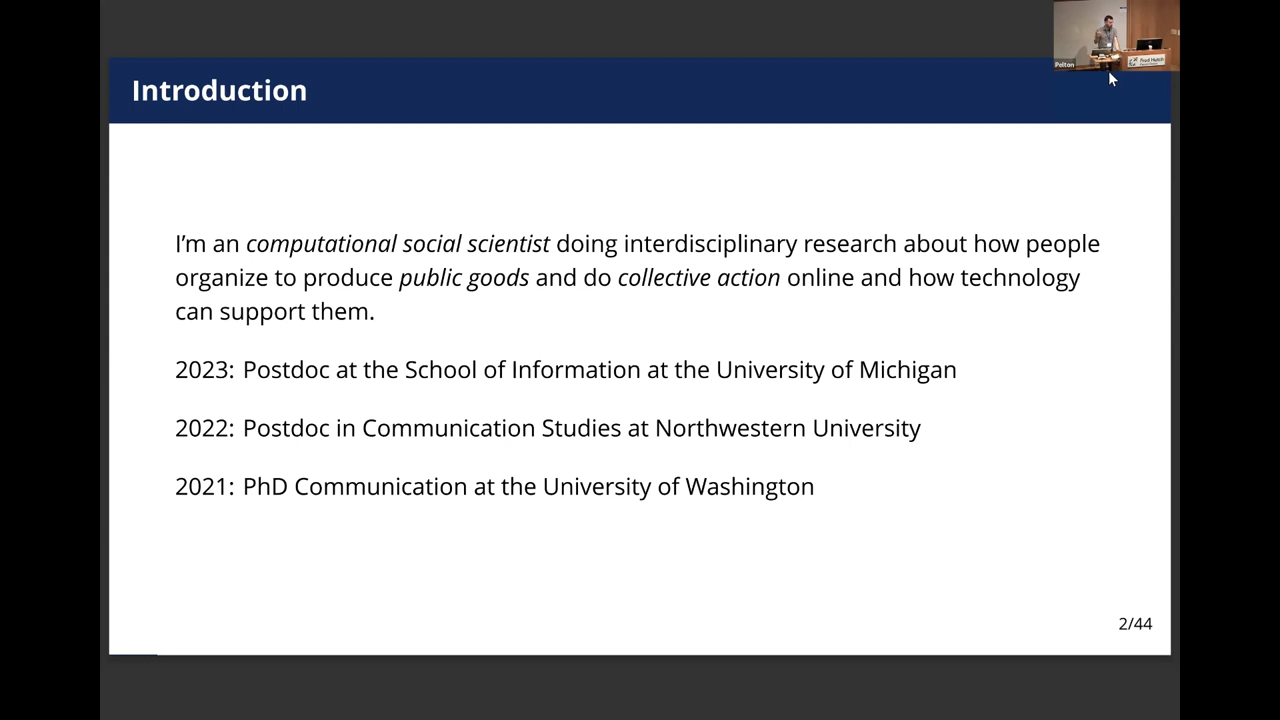 Introduction
Pelton
Fred Hutch
I'm an computational social scientist doing interdisciplinary research about how people
organize to produce public goods and do collective action online and how technology
can support them.
2023: Postdoc at the School of Information at the University of Michigan
2022: Postdoc in Communication Studies at Northwestern University
2021: PhD Communication at the University of Washington
2/44